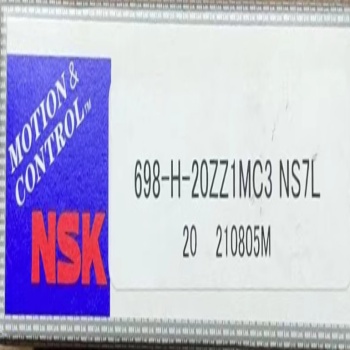 MOTION &
CONTROL™
NSK
698-H-20ZZ1MC3 NS7L
20 210805M